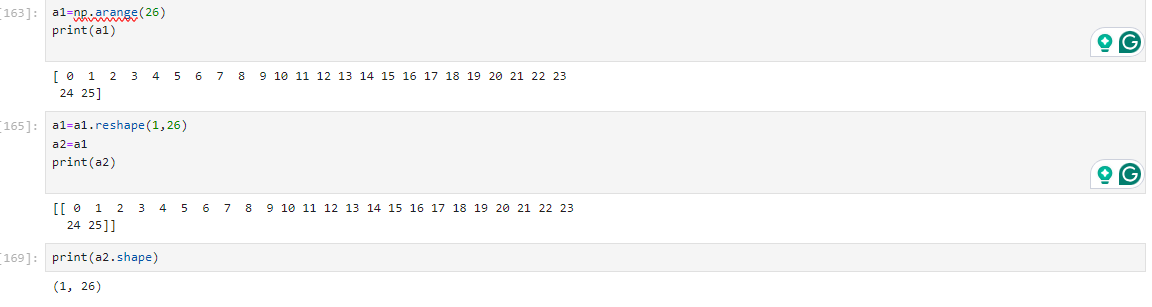 [163]: a1=np.arange(26)
print(a1)
[ 0  1  2  3  4  5  6  7  8  9 10 11 12 13 14 15 16 17 18 19 20 21 22 23
 24 25]
[165]: a1=a1.reshape(1,26)
a2=a1
print(a2)
[[ 0  1  2  3  4  5  6  7  8  9 10 11 12 13 14 15 16 17 18 19 20 21 22 23
  24 25]]
[169]: print(a2.shape)
(1, 26)